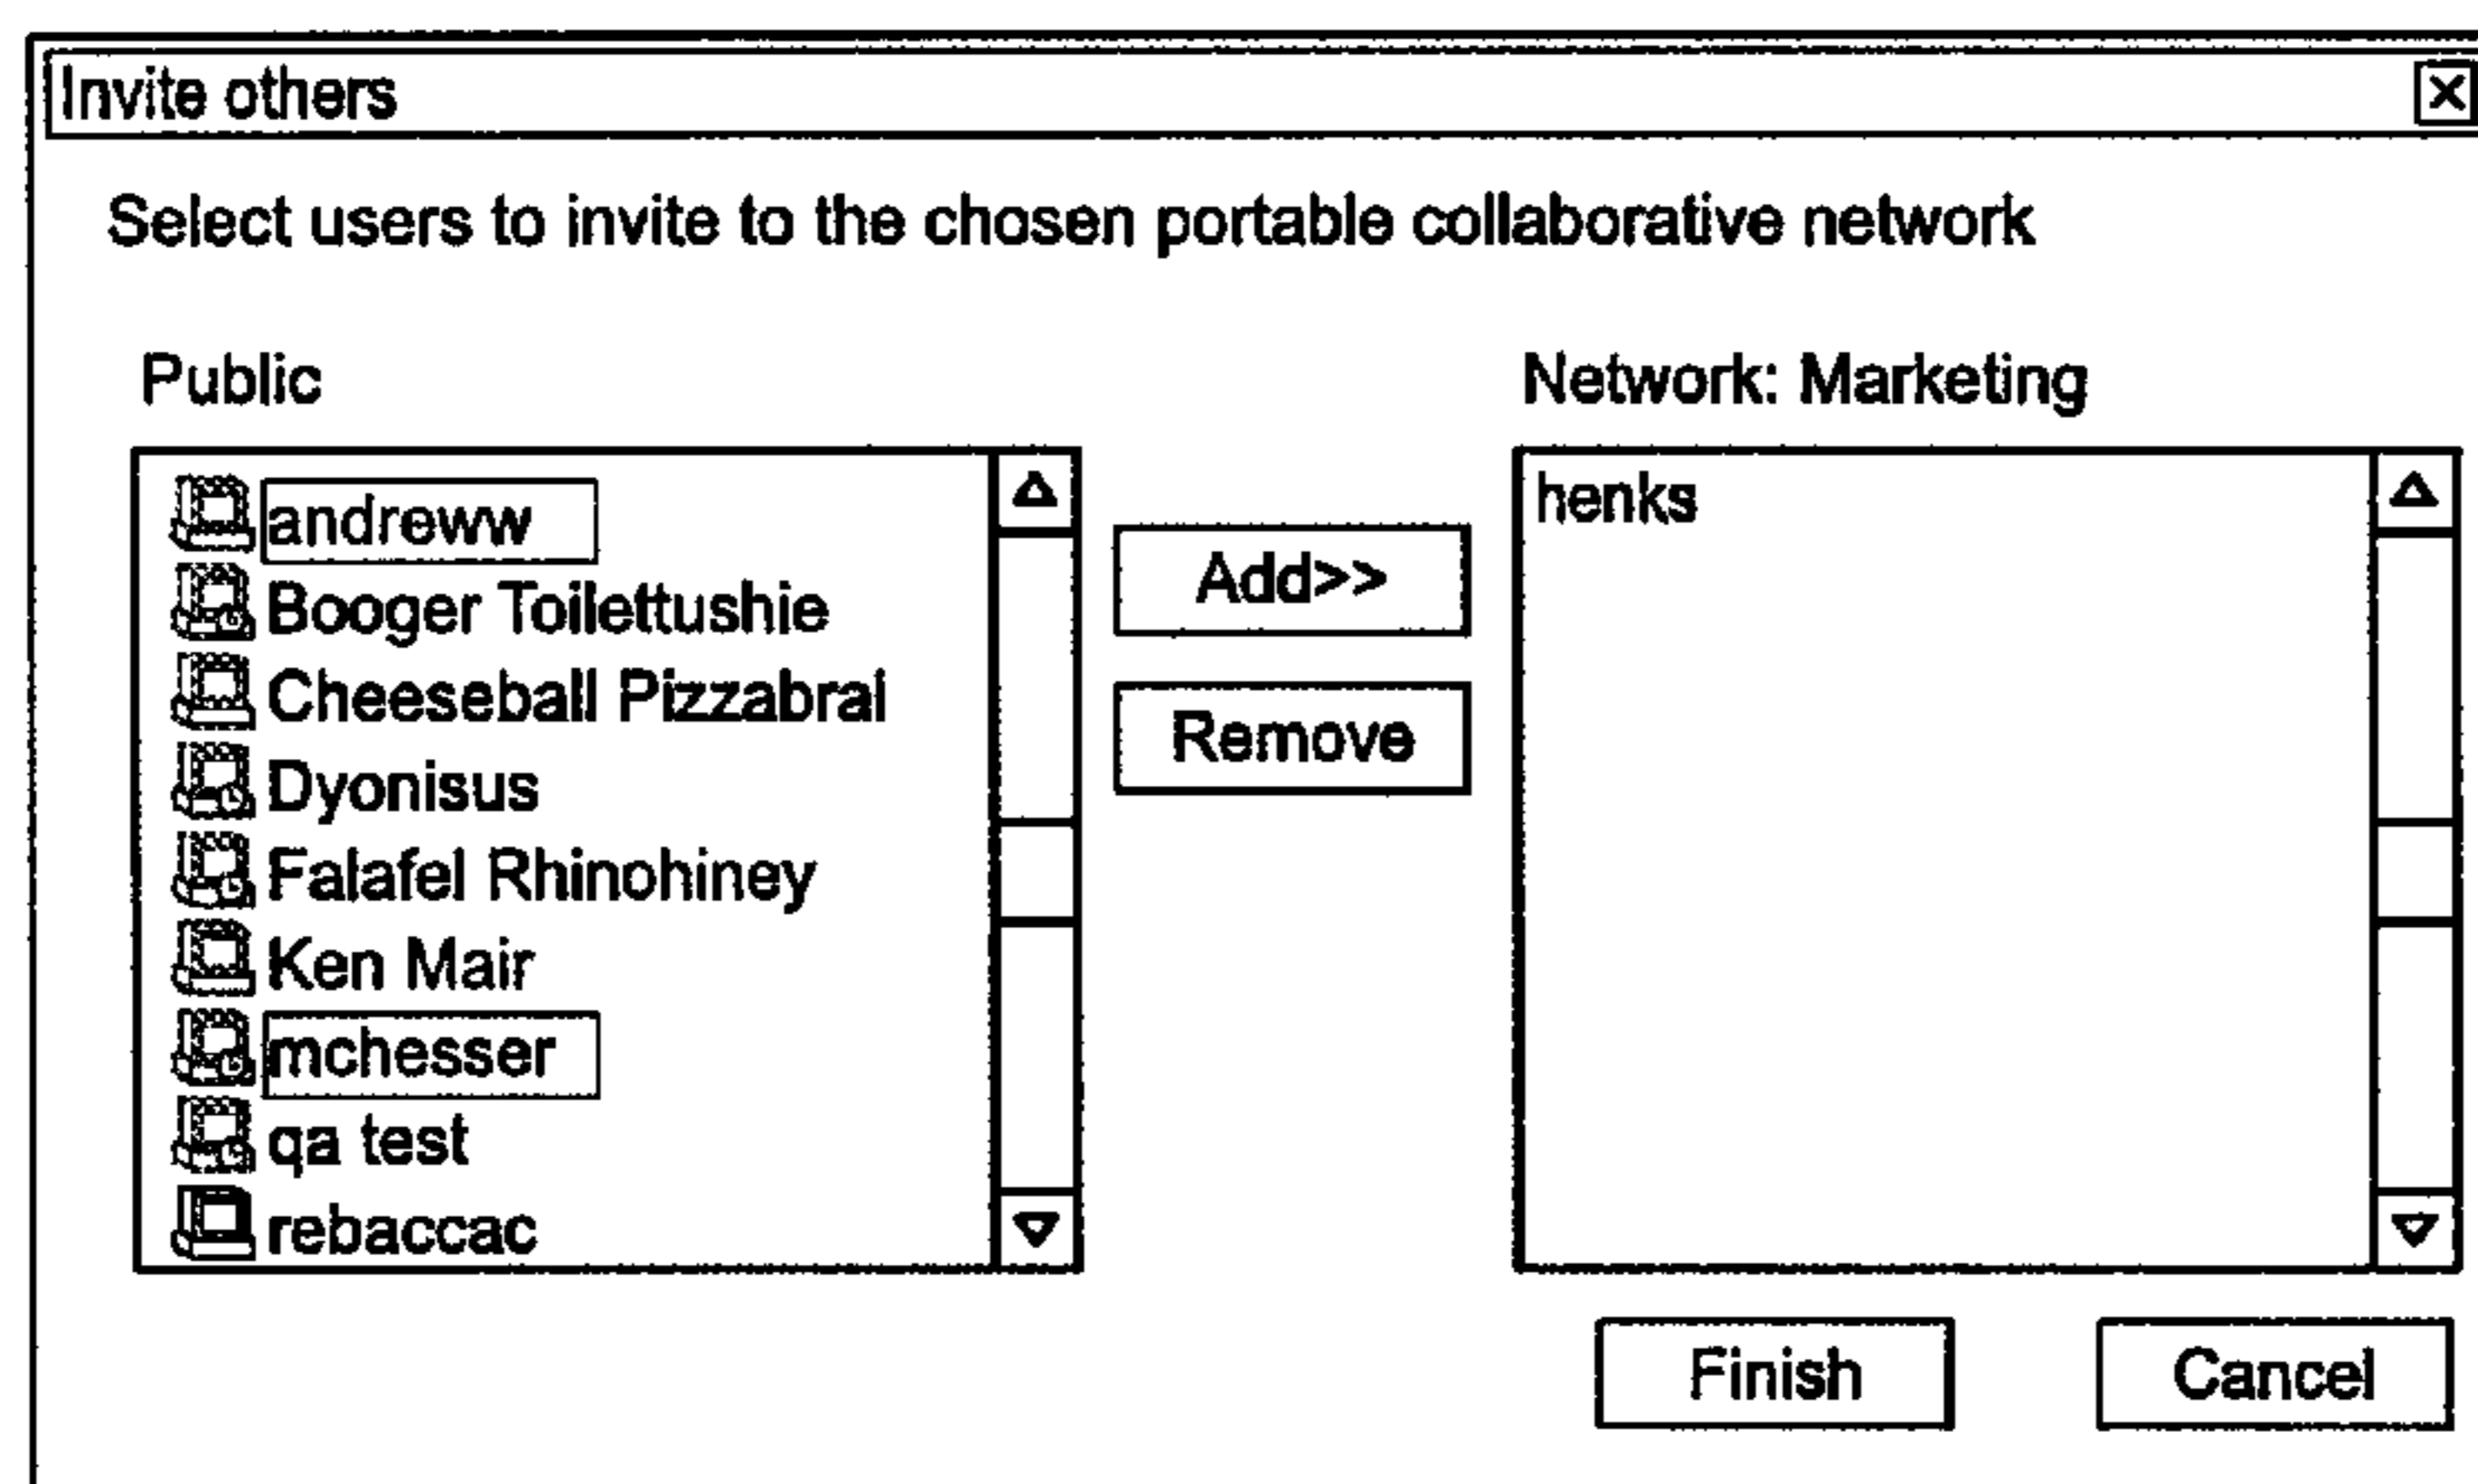 Invite others
Select users to invite to the chosen portable collaborative network
Public
andreww
Booger Toilettushie
Cheeseball Pizzabral
Dyonisus
Falafel Rhinohiney
Ken Mair
mchesser
qa test
rebaccac
Add>>
Remove
Network: Marketing
henks
Finish
Cancel